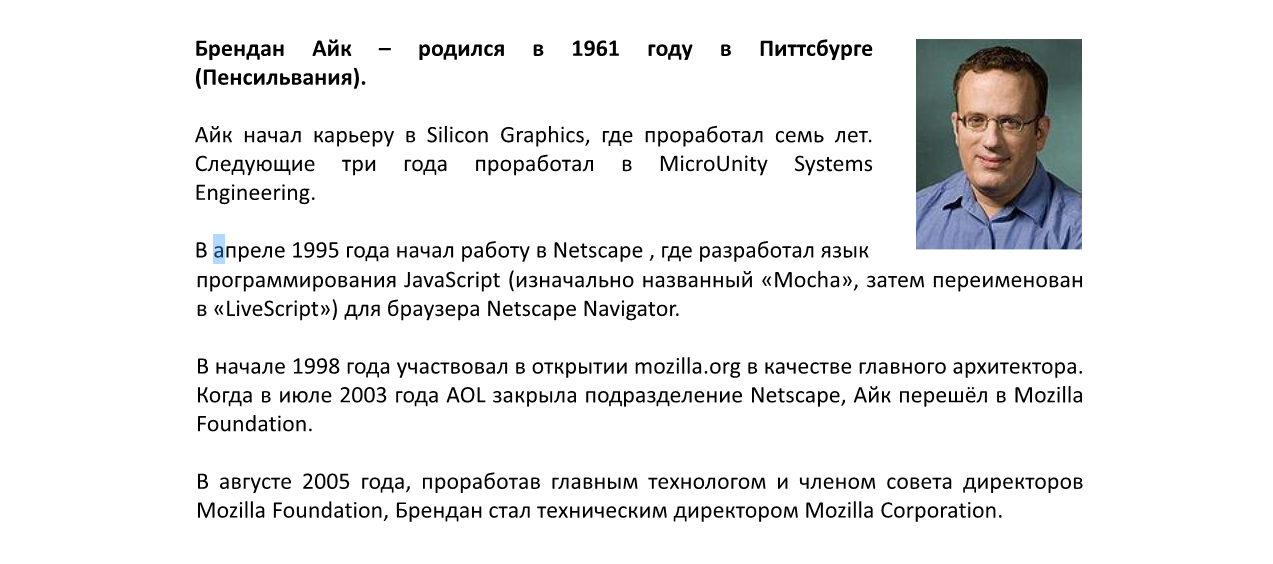 Брендан Айк – родился в 1961 году в Питтсбурге
(Пенсильвания).
Айк начал карьеру в Silicon Graphics, где проработал семь лет.
Следующие три года проработал в MicroUnity Systems
Engineering.
В апреле 1995 года начал работу в Netscape , где разработал язык
программирования JavaScript (изначально названный «Mocha», затем переименован
в «LiveScript») для браузера Netscape Navigator.
В начале 1998 года участвовал в открытии mozilla.org в качестве главного архитектора.
Когда в июле 2003 года AOL закрыла подразделение Netscape, Айк перешёл в Mozilla
Foundation.
В августе 2005 года, проработав главным технологом и членом совета директоров
Mozilla Foundation, Брендан стал техническим директором Mozilla Corporation.